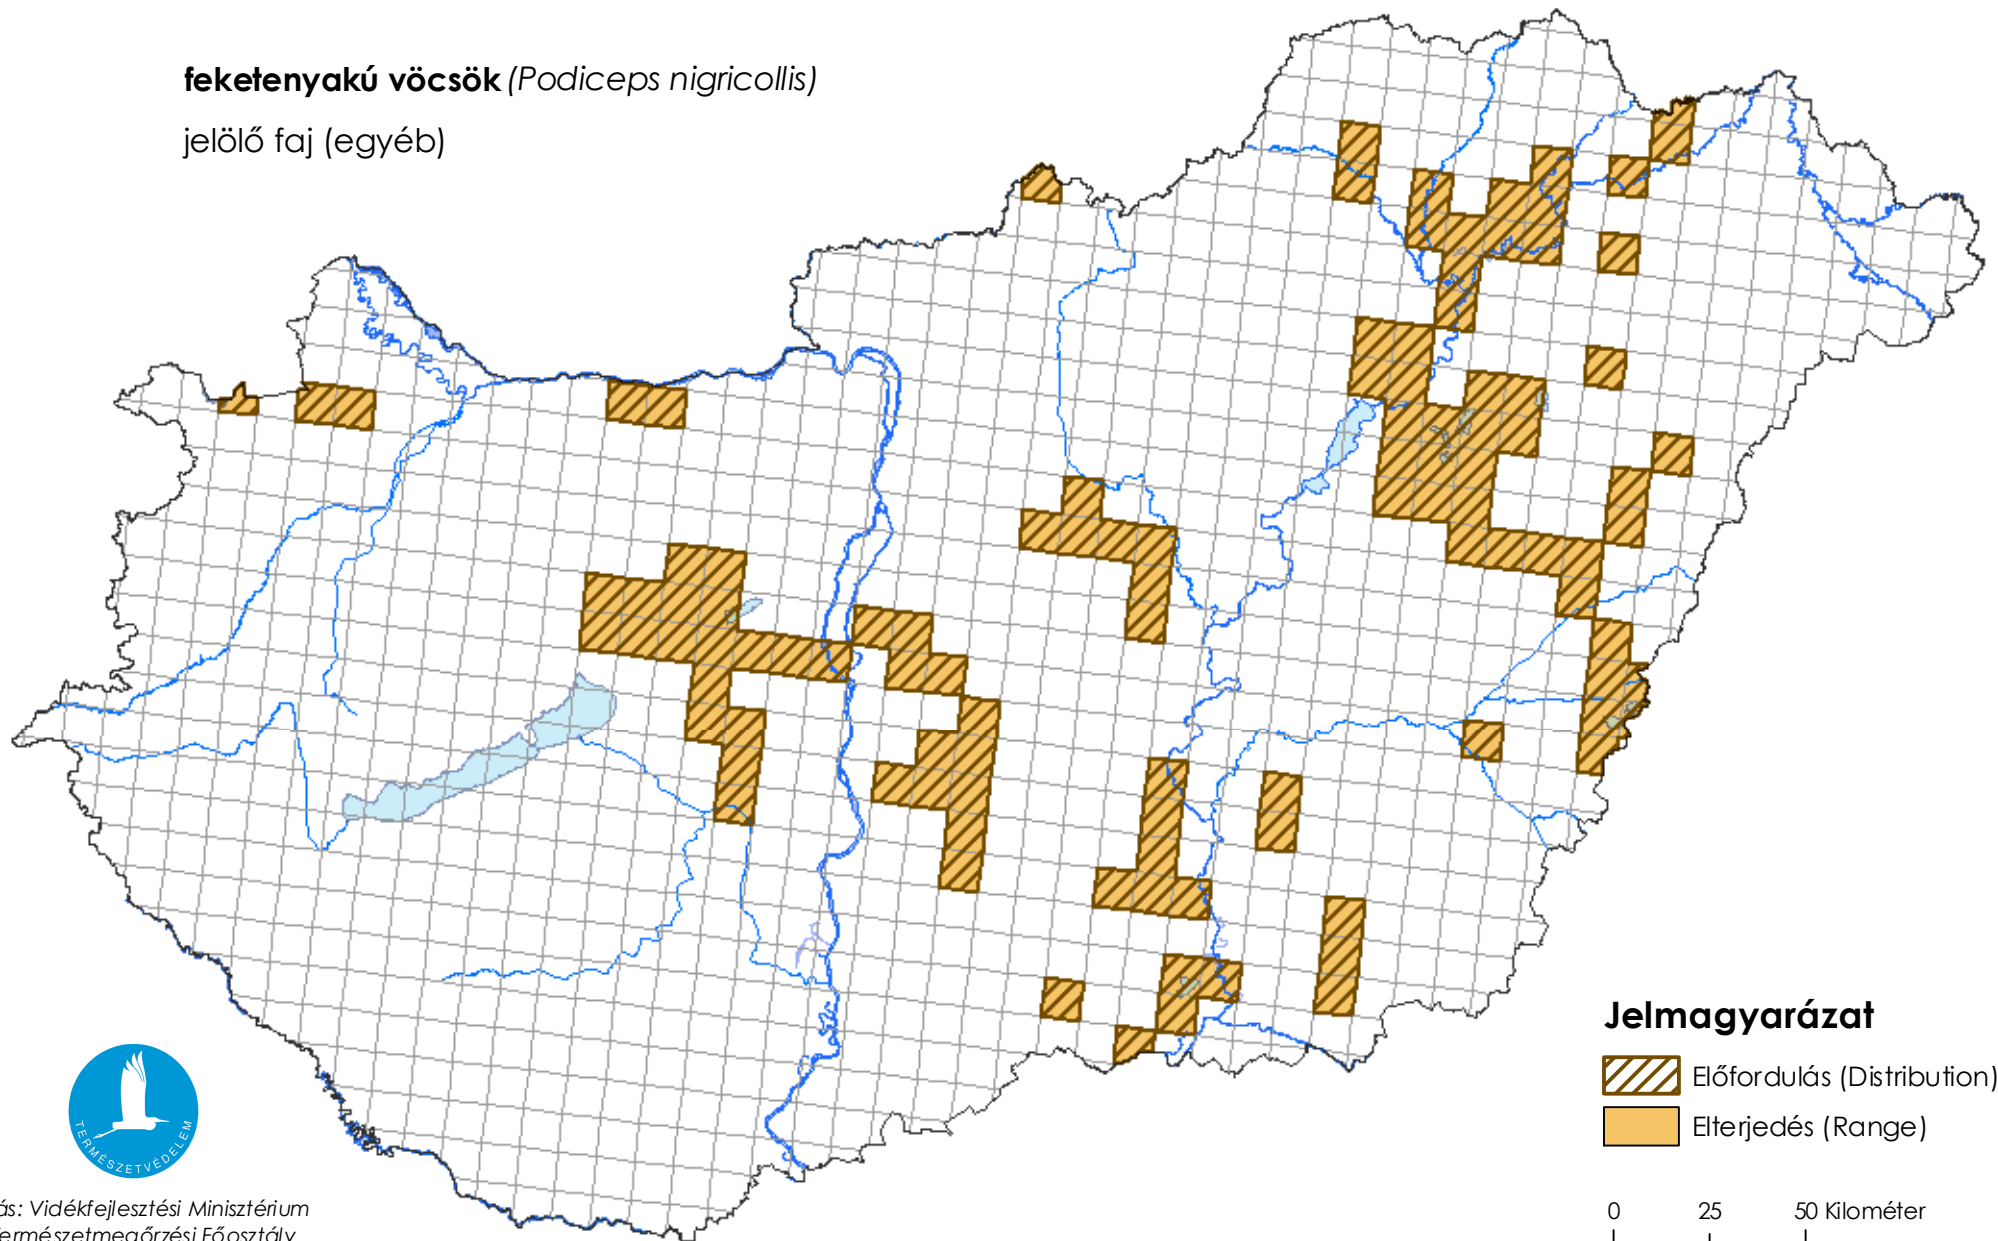 feketenyakú vöcsök (Podiceps nigricollis)
jelölő faj (egyéb)
Jelmagyarázat
Előfordulás (Distribution)
Elterjedés (Range)
0 25 50 Kilométer
TERMÉSZETVÉDELEM
ás: Vidékfejlesztési Minisztérium
Természetmegőrzési Főosztály